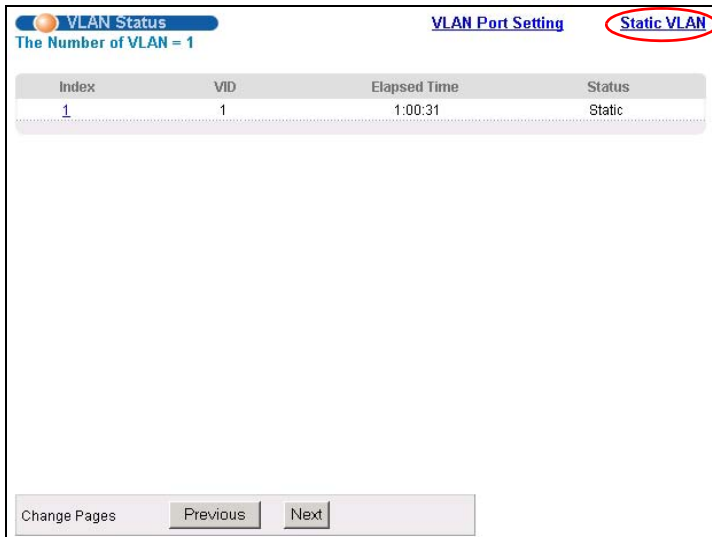 VLAN Status VLAN Port Setting Static VLAN
The Number of VLAN = 1
Index VID Elapsed Time Status
1 1 1:00:31 Static
Change Pages Previous Next